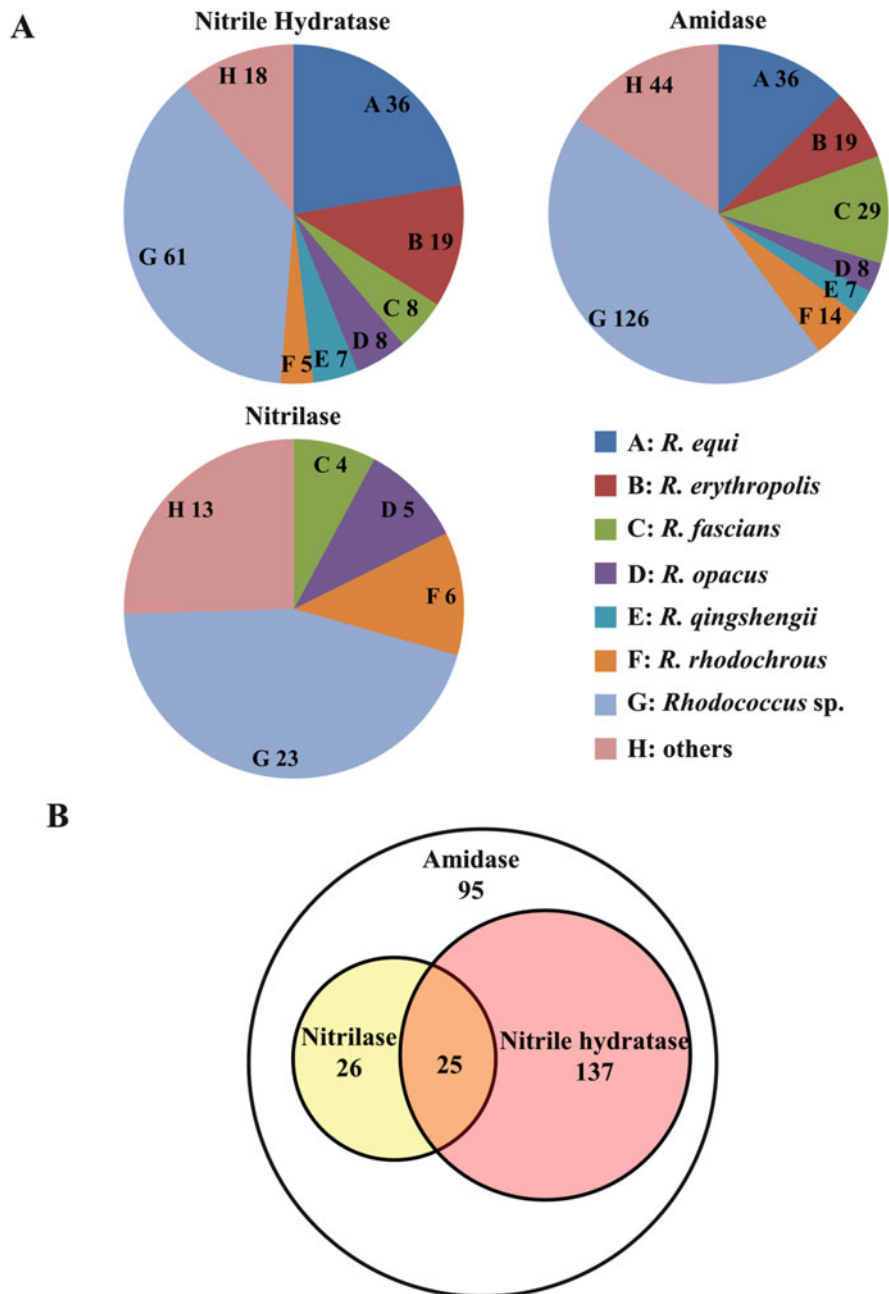 A
Nitrile Hydratase
H 18
A 36
B 19
G 61
C 8
D 8
E 7
F 5
Amidase
H 44
A 36
B 19
C 29
D 8
E 7
F 14
G 126
Nitrilase
C 4
D 5
H 13
F 6
G 23
A: R. equi
B: R. erythropolis
C: R. fascians
D: R. opacus
E: R. qingshengii
F: R. rhodochrous
G: Rhodococcus sp.
H: others
B
Amidase
95
Nitrilase
26
25
Nitrile hydratase
137